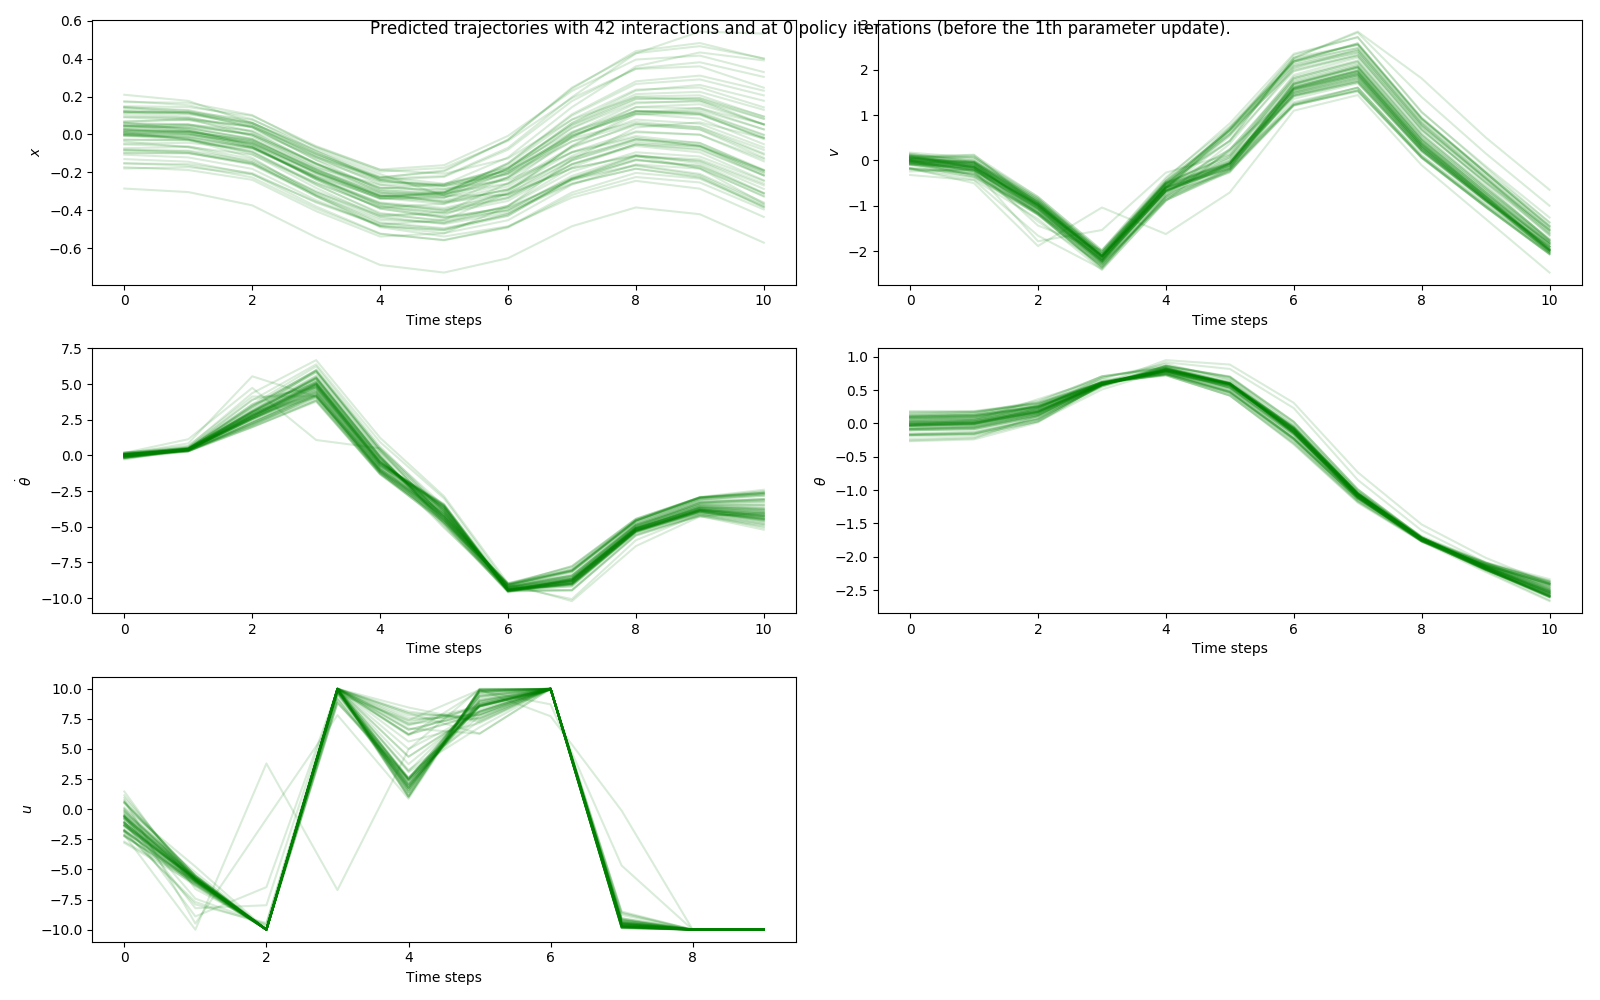 Predicted trajectories with 42 interactions and at 0 policy iterations (before the 1th parameter update).
0.6
0.4
0.2
0.0
−0.2
−0.4
−0.6
x
0 2 4 6 8 10
Time steps
3
2
1
0
−1
−2
v
0 2 4 6 8 10
Time steps
7.5
5.0
2.5
0.0
−2.5
−5.0
−7.5
−10.0
θ̇
0 2 4 6 8 10
Time steps
1.0
0.5
0.0
−0.5
−1.0
−1.5
−2.0
−2.5
θ
0 2 4 6 8 10
Time steps
10.0
7.5
5.0
2.5
0.0
−2.5
−5.0
−7.5
−10.0
u
0 2 4 6 8
Time steps